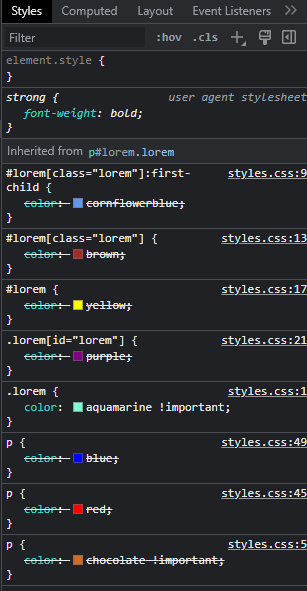 Styles Computed Layout Event Listeners
Filter :hov .cls
element.style {
}
strong { user agent stylesheet
font-weight: bold;
}
Inherited from p#lorem.lorem
#lorem[class="lorem"]:first- styles.css:9
child {
color: cornflowerblue;
}
#lorem[class="lorem"] { styles.css:13
color: brown;
}
#lorem { styles.css:17
color: yellow;
}
.lorem[id="lorem"] { styles.css:21
color: purple;
}
.lorem { styles.css:1
color: aquamarine !important;
}
p { styles.css:49
color: blue;
}
p { styles.css:45
color: red;
}
p { styles.css:5
color: chocolate !important;
}